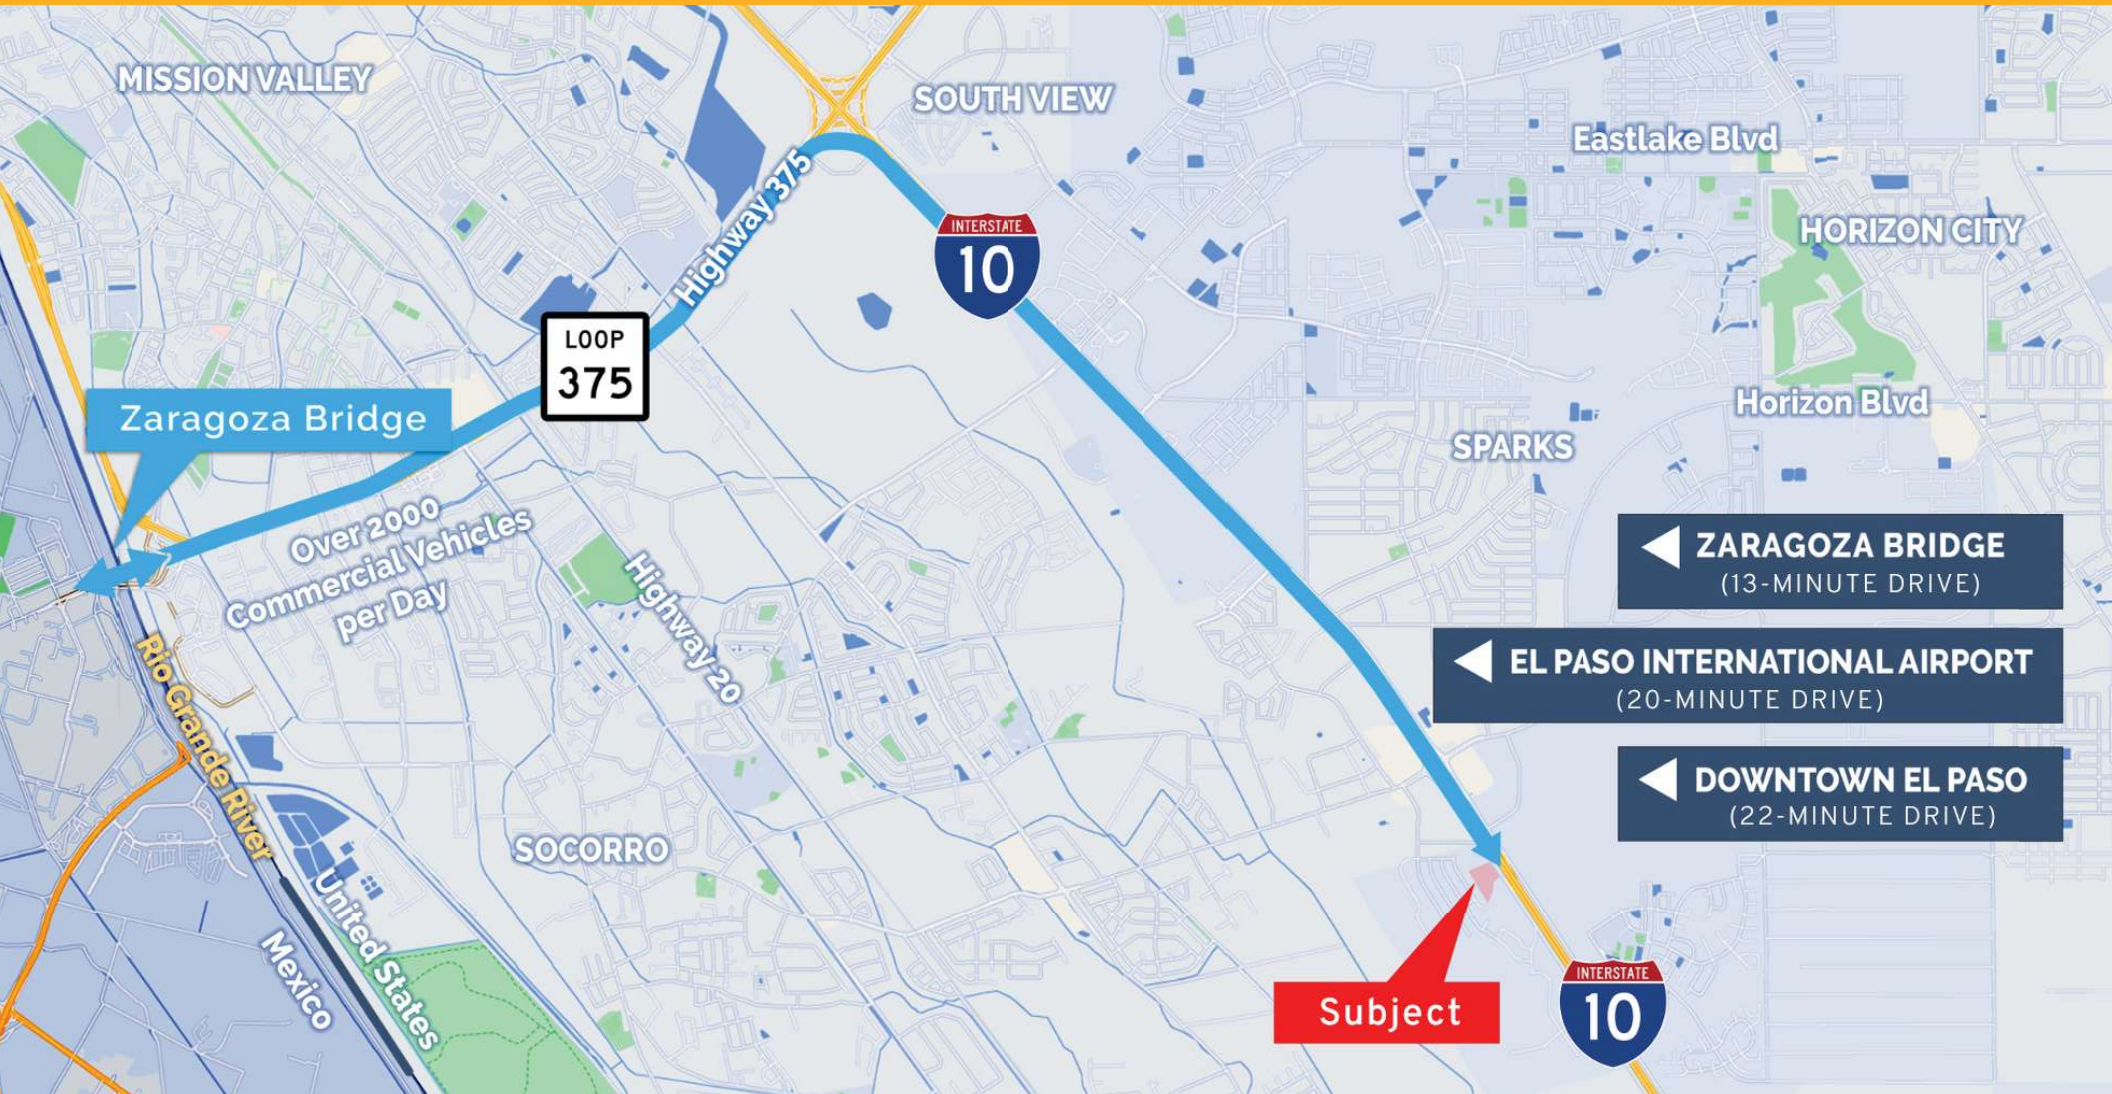 MISSION VALLEY
SOUTH VIEW
Eastlake Blvd
Highway 375
INTERSTATE
10
HORIZON CITY
LOOP
375
Zaragoza Bridge
Horizon Blvd
SPARKS
Over 2000
Commercial Vehicles
per Day
Highway 20
ZARAGOZA BRIDGE
(13-MINUTE DRIVE)
EL PASO INTERNATIONAL AIRPORT
(20-MINUTE DRIVE)
DOWNTOWN EL PASO
(22-MINUTE DRIVE)
Rio Grande River
SOCORRO
United States
Mexico
Subject
INTERSTATE
10